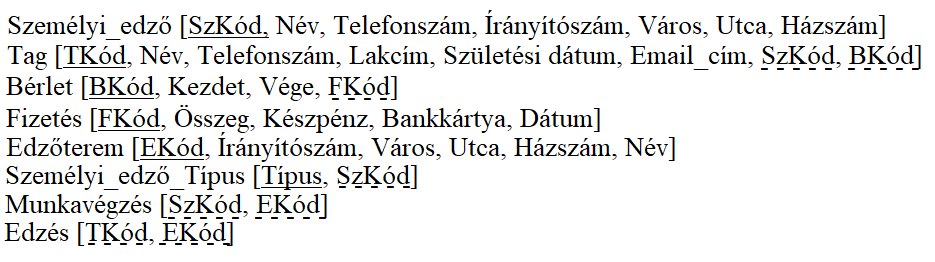 Személyi_edző [SzKód, Név, Telefonszám, Írányítószám, Város, Utca, Házszám]
Tag [TKód, Név, Telefonszám, Lakcím, Születési dátum, Email_cím, SzKód, BKód]
Bérlet [BKód, Kezdet, Vége, FKód]
Fizetés [FKód, Összeg, Készpénz, Bankkártya, Dátum]
Edzőterem [EKód, Írányítószám, Város, Utca, Házszám, Név]
Személyi_edző_Típus [Típus, SzKód]
Munkavégzés [SzKód, EKód]
Edzés [TKód, EKód]